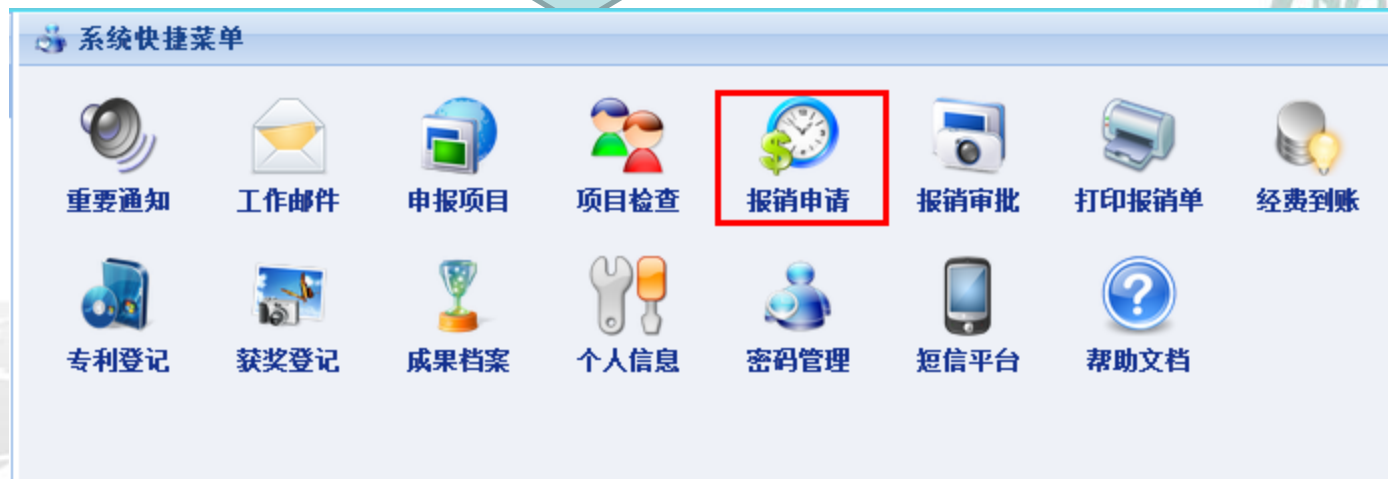 系统快捷菜单
重要通知 工作邮件 申报项目 项目检查 报销申请 报销审批 打印报销单 经费到账
专利登记 获奖登记 成果档案 个人信息 密码管理 短信平台 帮助文档